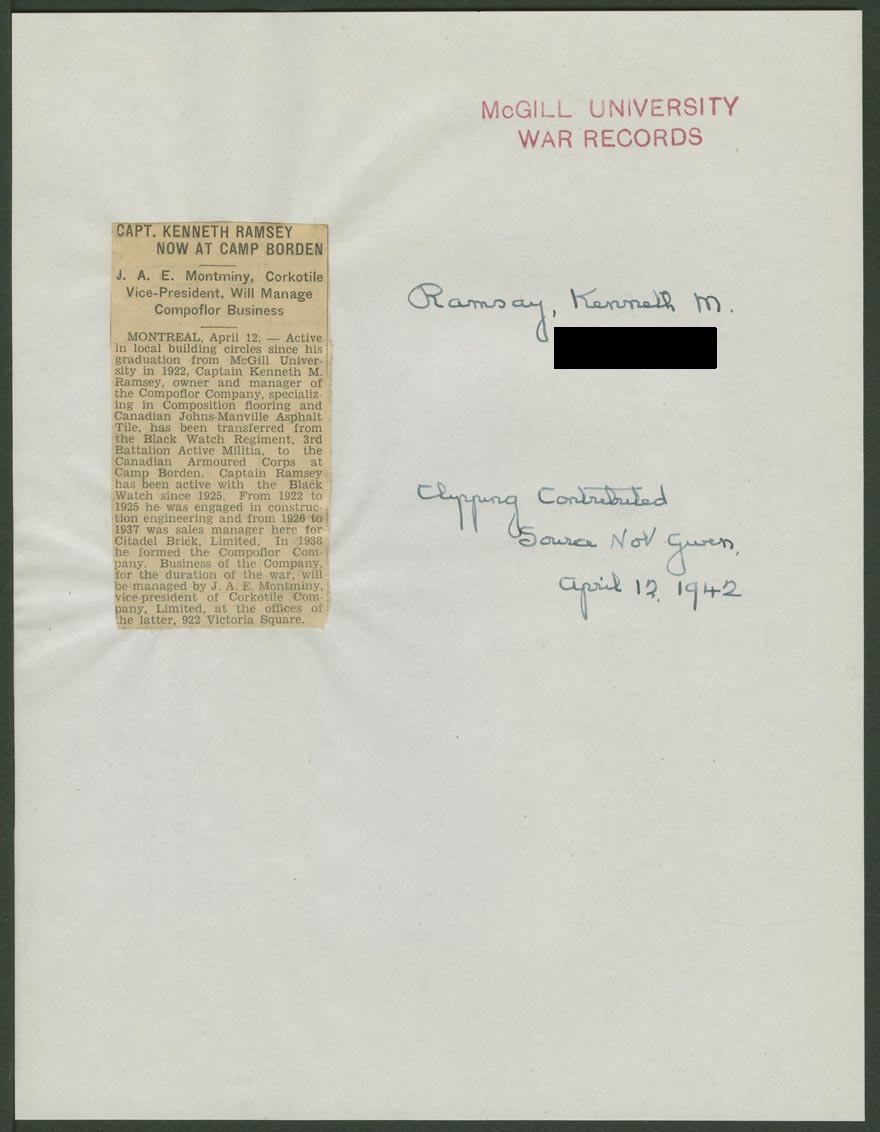 McGILL UNIVERSITY
WAR RECORDS
CAPT. KENNETH RAMSEY
NOW AT CAMP BORDEN
J. A. E. Montminy, Corkotile
Vice-President, Will Manage
Compoflor Business
MONTREAL, April 12. — Active
in local building circles since his
graduation from McGill Univer-
sity in 1922, Captain Kenneth M.
Ramsey, owner and manager of
the Compoflor Company, specializ-
ing in Composition flooring and
Canadian Johns-Manville Asphalt
Tile, has been transferred from
the Black Watch Regiment, 3rd
Battalion Active Militia, to the
Canadian Armoured Corps at
Camp Borden. Captain Ramsey
has been active with the Black
Watch since 1925. From 1922 to
1925 he was engaged in construc-
tion engineering and from 1926 to
1937 was sales manager here for
Citadel Brick, Limited. In 1938
he formed the Compoflor Com-
pany. Business of the Company,
for the duration of the war, will
be managed by J. A. E. Montminy,
vice-president of Corkotile Com-
pany, Limited, at the offices of
the latter, 922 Victoria Square.
Ramsay, Kenneth M.
Clipping Contributed
Source Not Given.
April 12, 1942